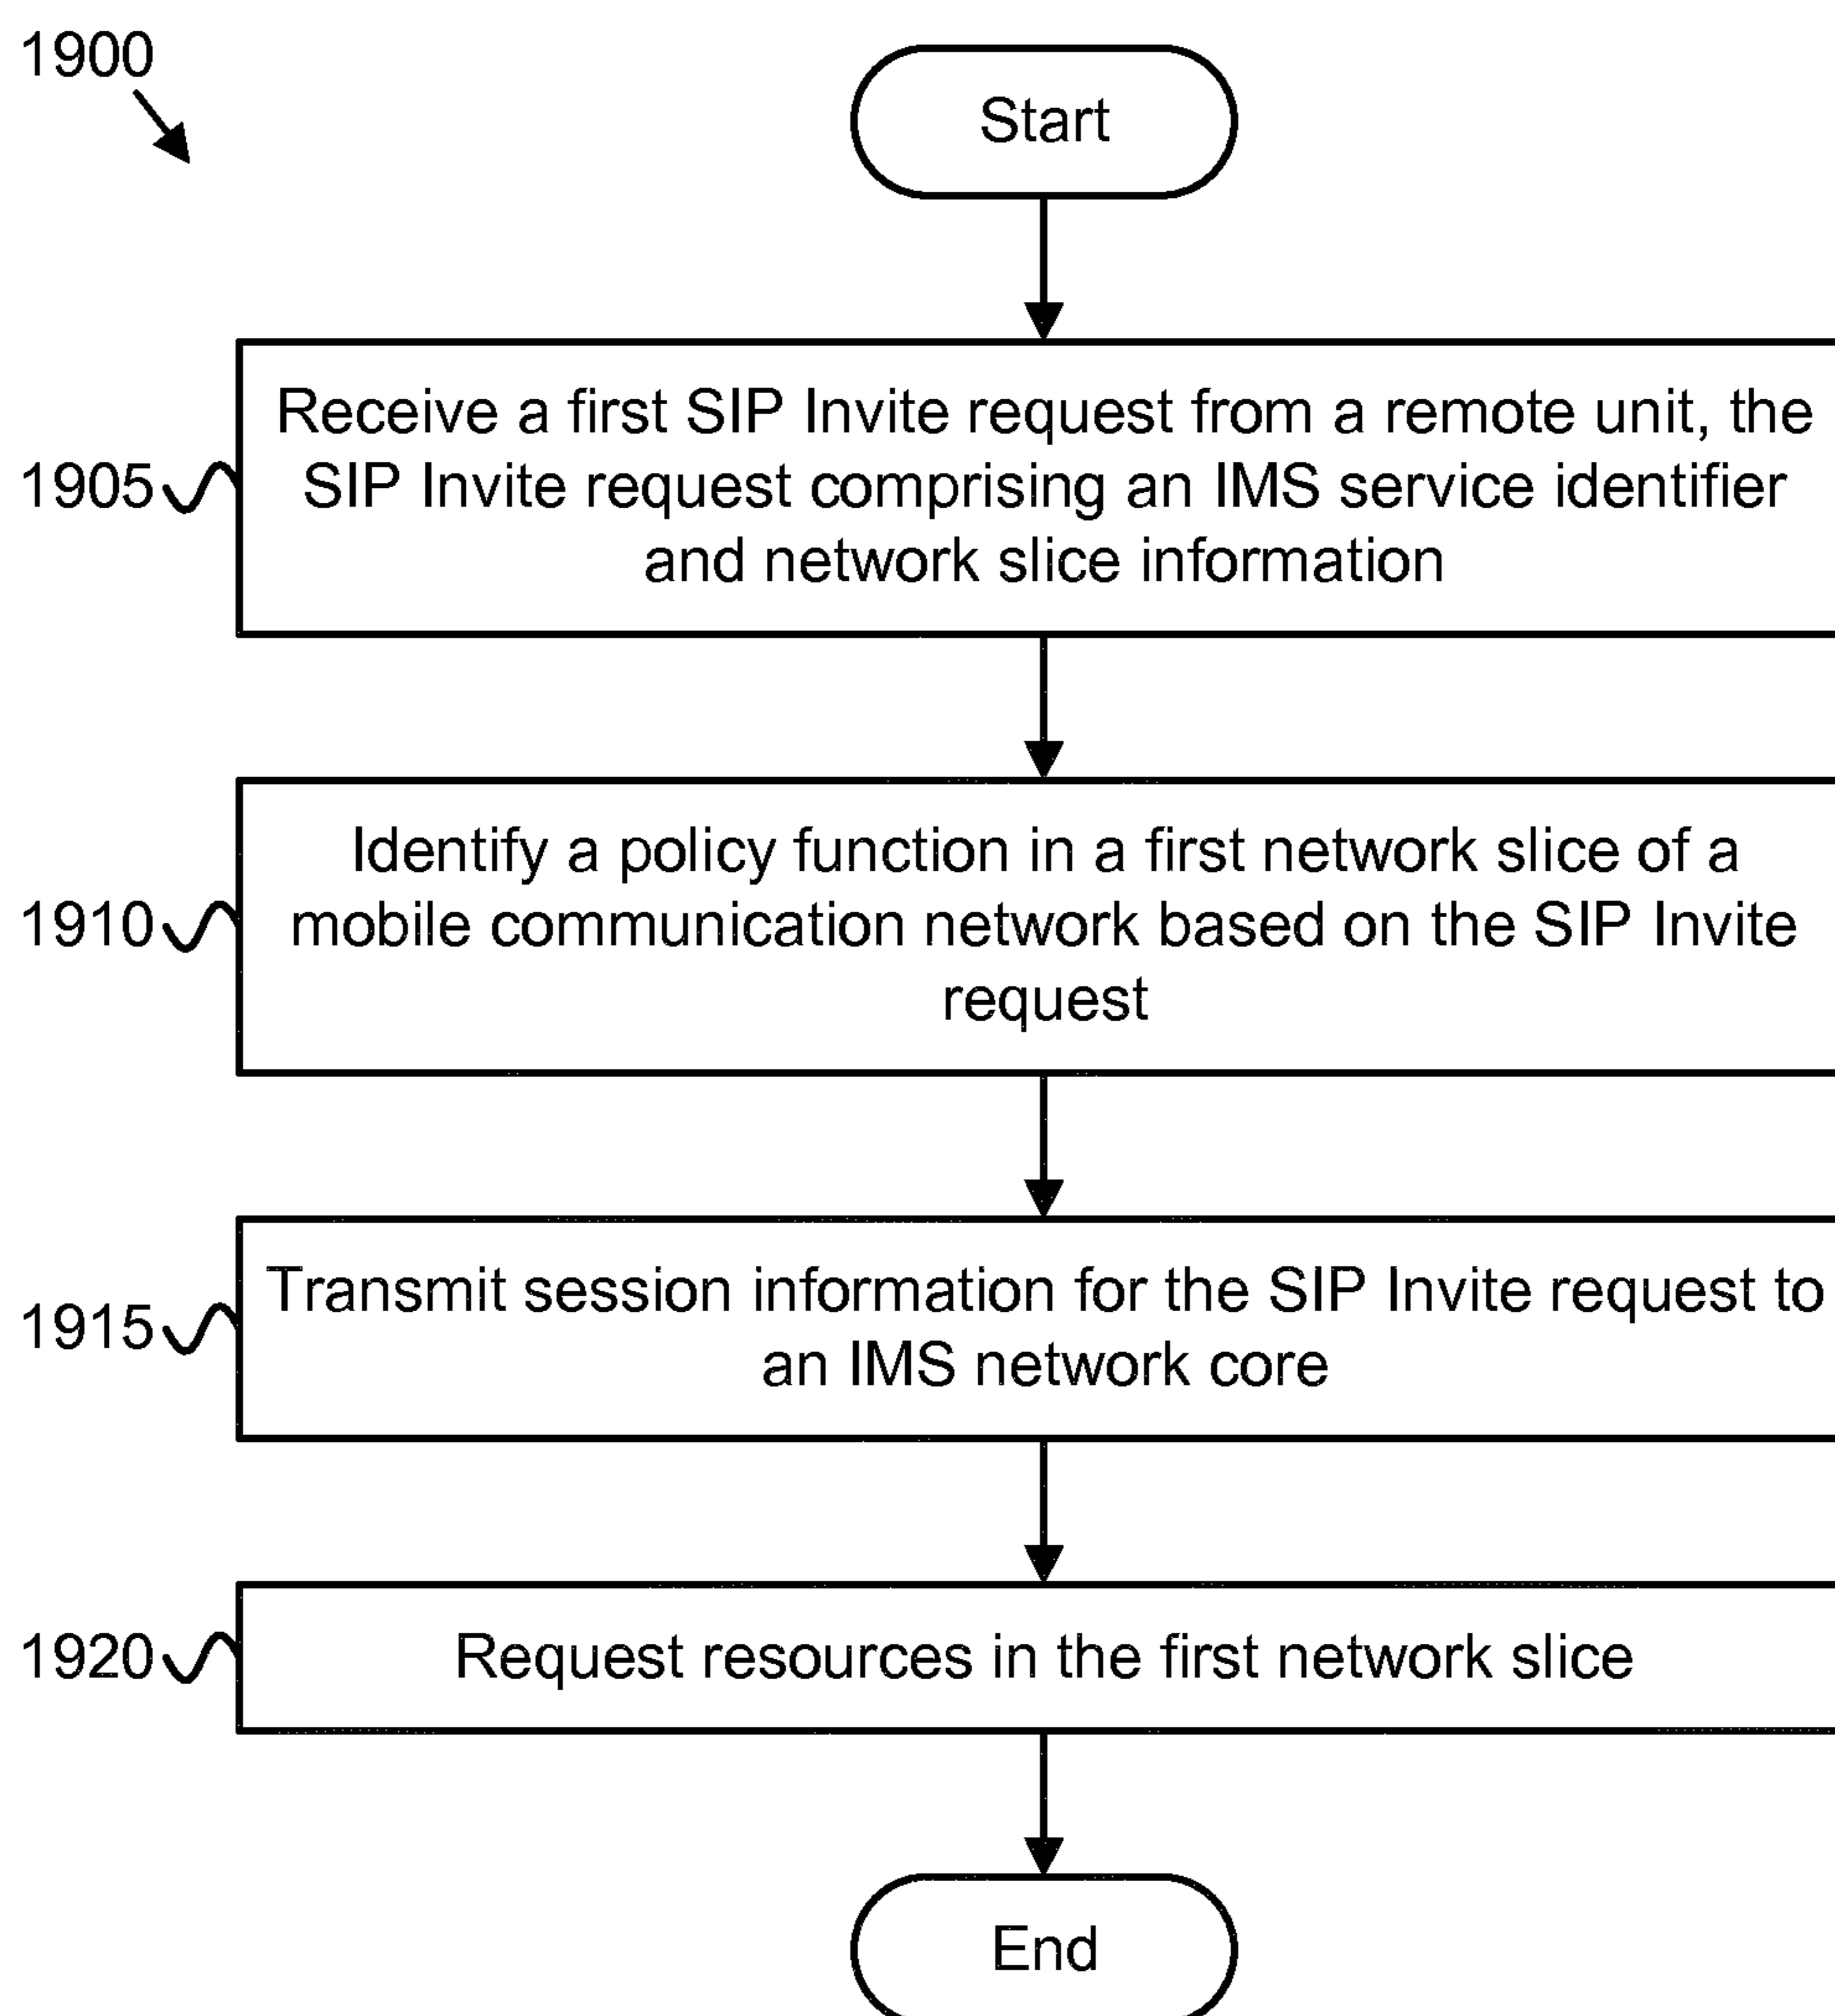 1900
Start
1905
Receive a first SIP Invite request from a remote unit, the
SIP Invite request comprising an IMS service identifier
and network slice information
1910
Identify a policy function in a first network slice of a
mobile communication network based on the SIP Invite
request
1915
Transmit session information for the SIP Invite request to
an IMS network core
1920
Request resources in the first network slice
End